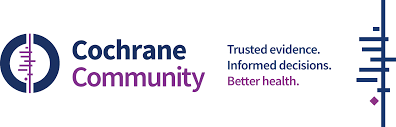 Cochrane
Community
Trusted evidence.
Informed decisions.
Better health.